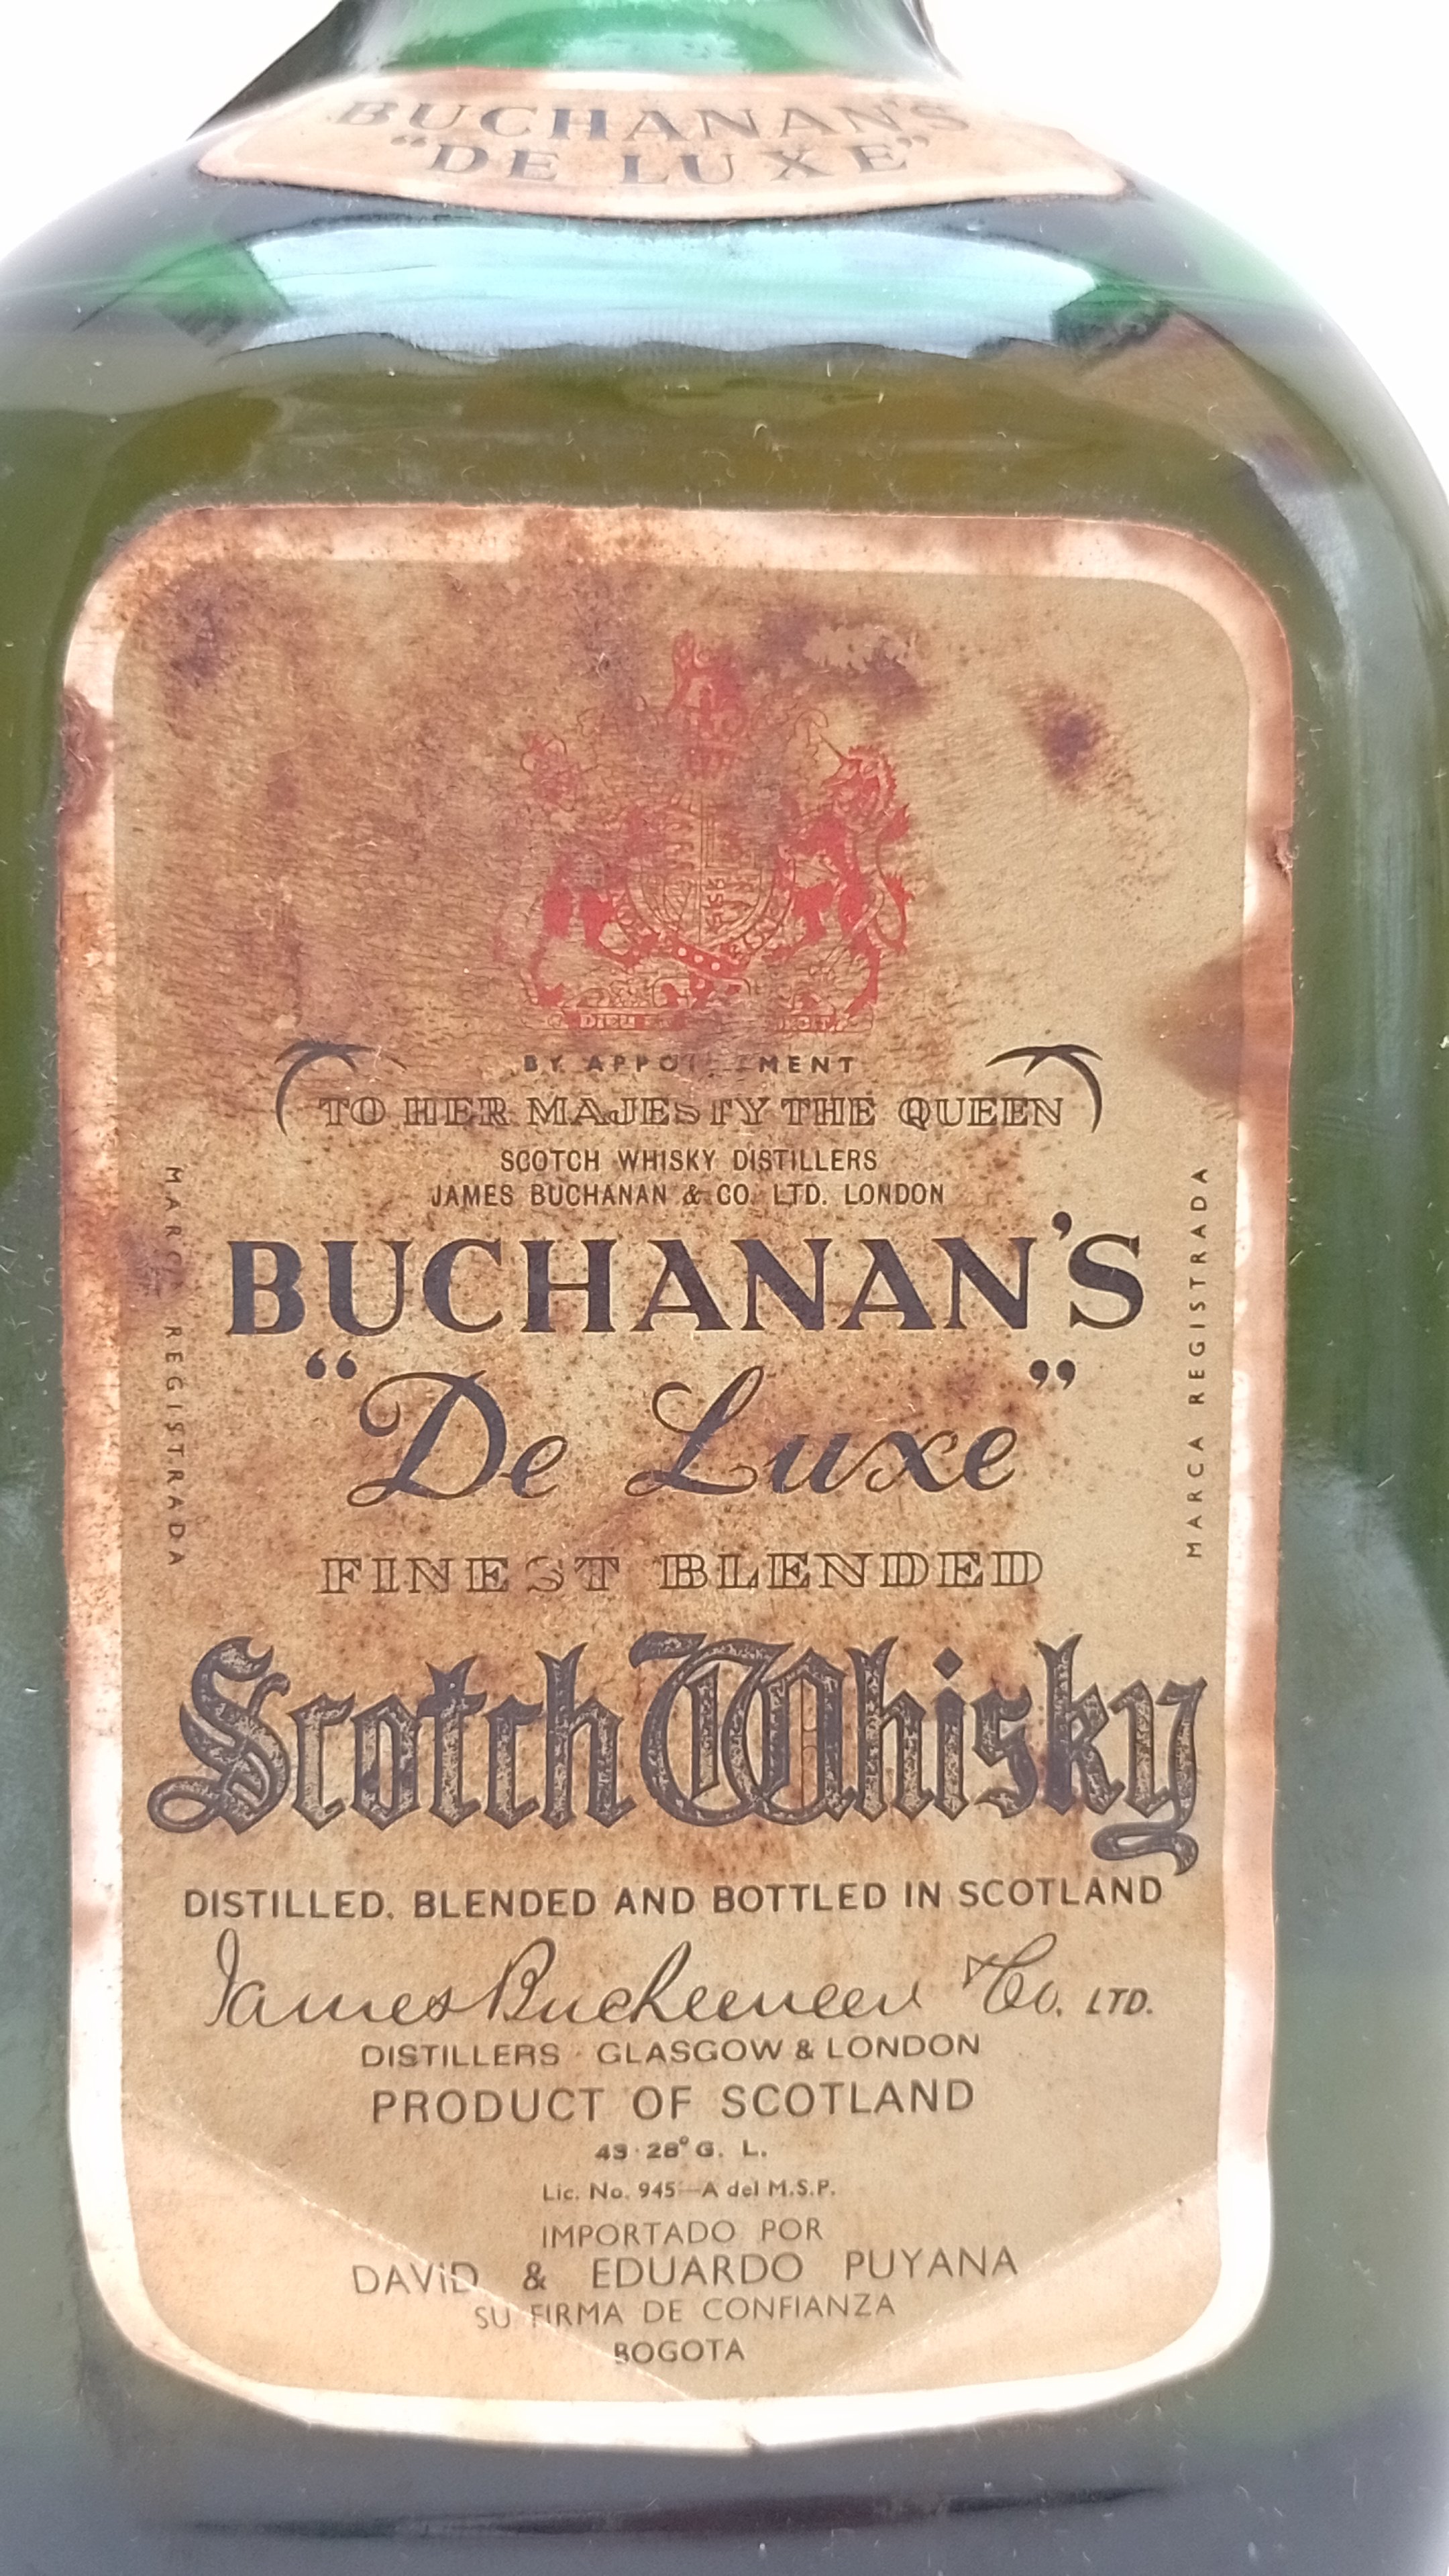 BUCHANAN'S
"DE LUXE"
DIEU
BY APPOINTMENT
TO HER MAJESTY THE QUEEN
SCOTCH WHISKY DISTILLERS
JAMES BUCHANAN & CO. LTD. LONDON
MARCA REGISTRADA
MARCA REGISTRADA
BUCHANAN'S
"De Luxe"
FINEST BLENDED
Scotch Whisky
DISTILLED, BLENDED AND BOTTLED IN SCOTLAND
James Buchanan & Co. LTD.
DISTILLERS · GLASGOW & LONDON
PRODUCT OF SCOTLAND
43·28° G. L.
Lic. No. 945—A del M.S.P.
IMPORTADO POR
DAViD & EDUARDO PUYANA
SU FIRMA DE CONFIANZA
BOGOTA